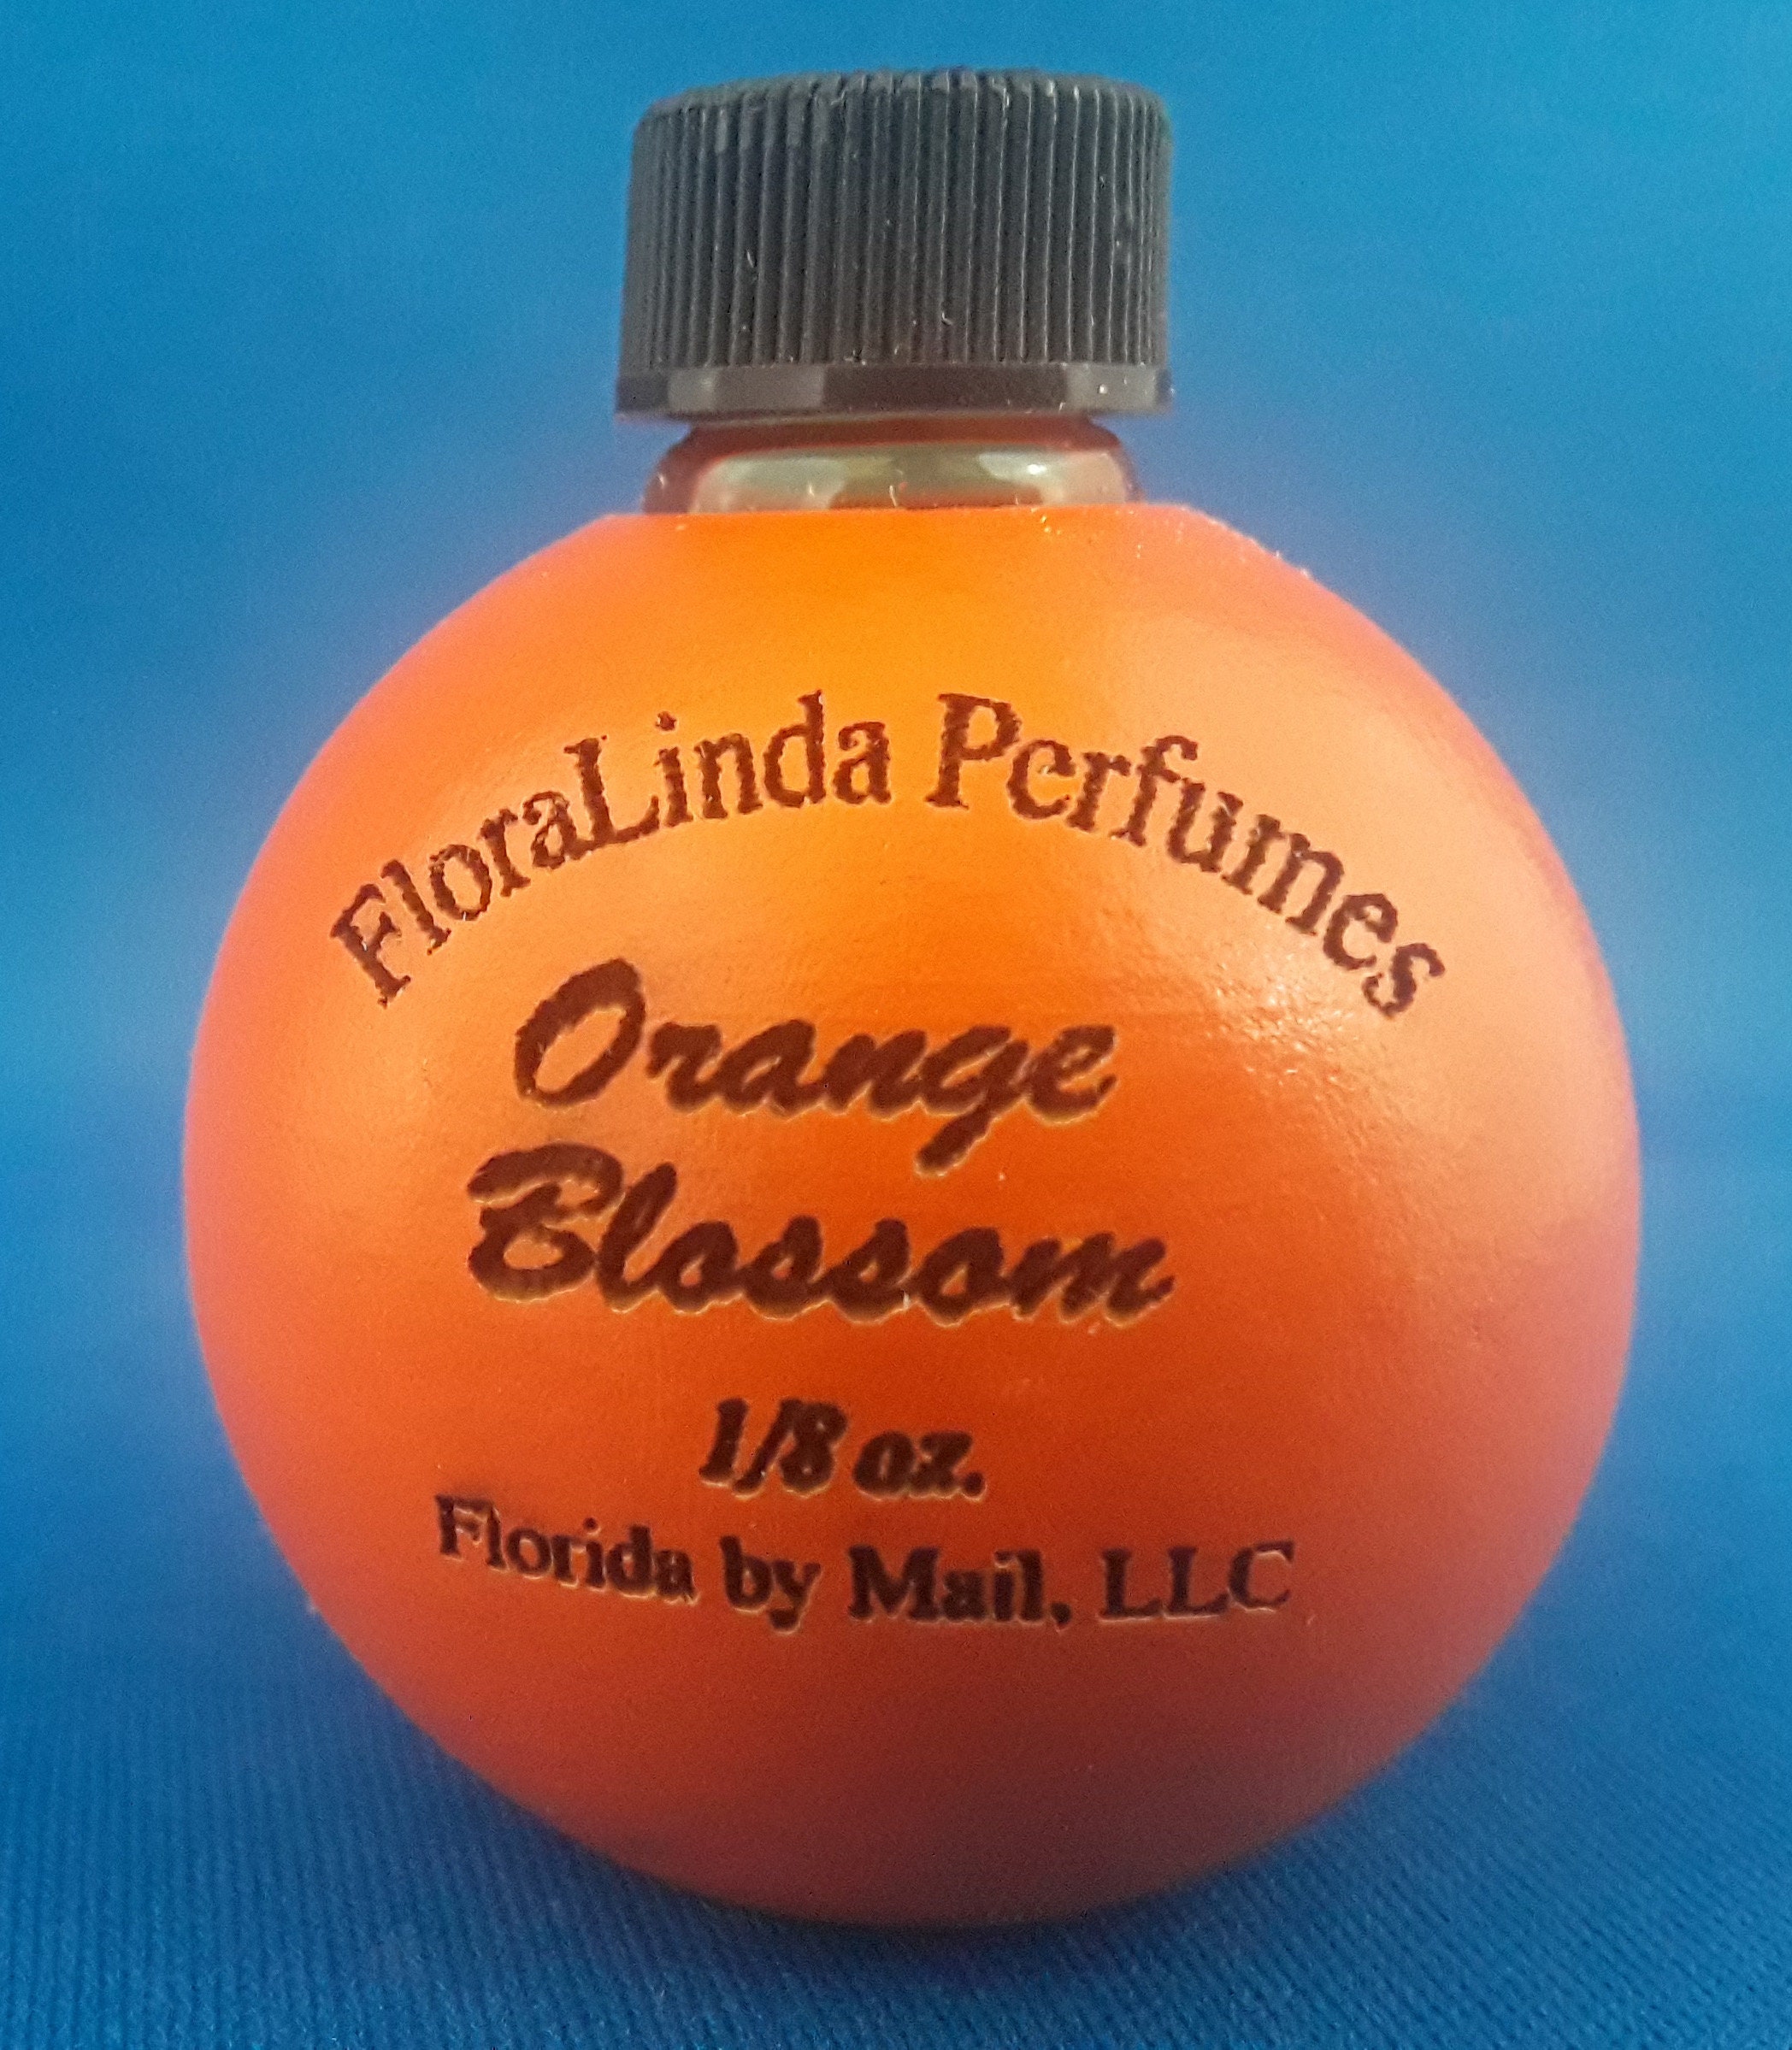 FloraLinda Perfumes
Orange
Blossom
1/8 oz.
Florida by Mail, LLC